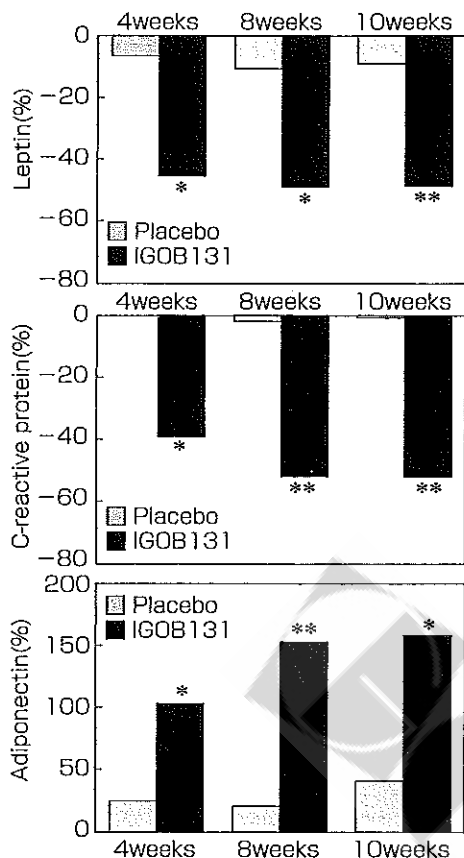 4weeks 8weeks 10weeks
0
−20
−40
−60
−80
Leptin(%)
* * **
Placebo
IGOB131
4weeks 8weeks 10weeks
0
−20
−40
−60
−80
C-reactive protein(%)
* ** **
Placebo
IGOB131
200
150
100
50
0
Adiponectin(%)
Placebo
IGOB131
* ** *
4weeks 8weeks 10weeks